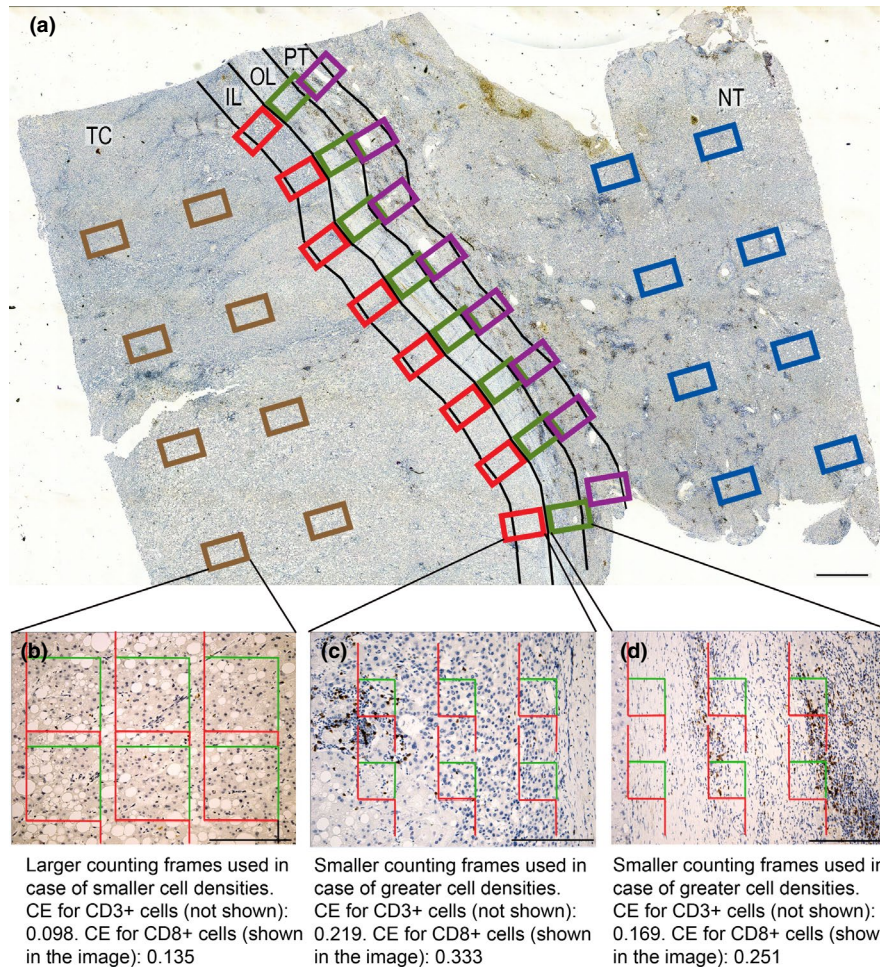 (a)
PT
OL
IL
TC
NT
(b)
(c)
(d)
Larger counting frames used in
case of smaller cell densities.
CE for CD3+ cells (not shown):
0.098. CE for CD8+ cells (shown
in the image): 0.135
Smaller counting frames used in
case of greater cell densities.
CE for CD3+ cells (not shown):
0.219. CE for CD8+ cells (shown
in the image): 0.333
Smaller counting frames used in
case of greater cell densities.
CE for CD3+ cells (not shown):
0.169. CE for CD8+ cells (shown
in the image): 0.251